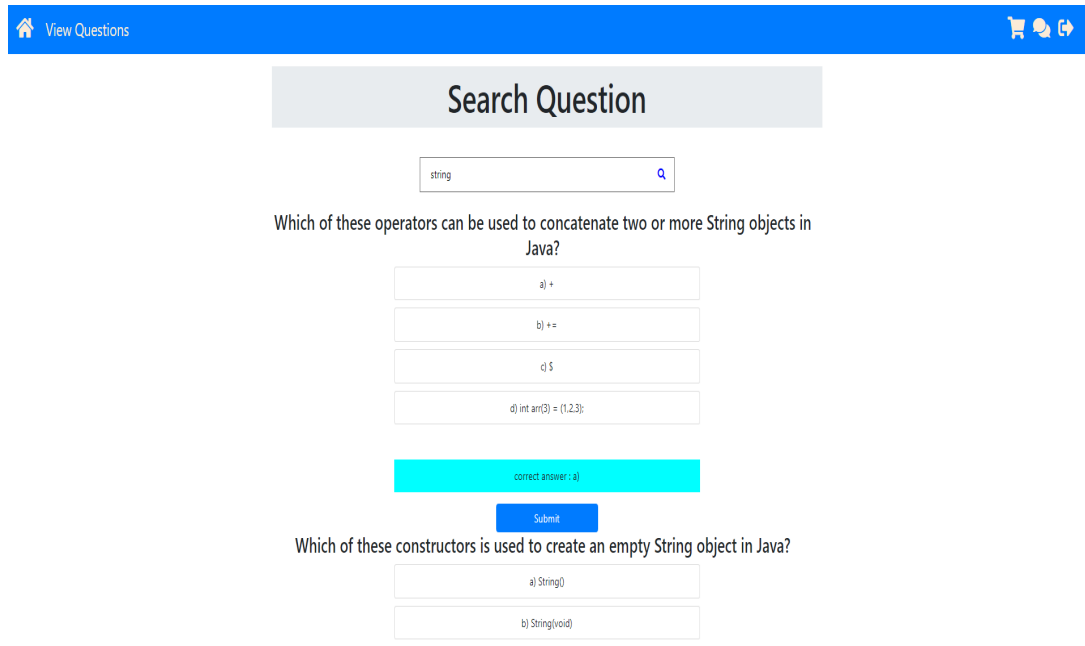 View Questions
Search Question
string
Which of these operators can be used to concatenate two or more String objects in
Java?
a) +
b) +=
c) $
d) int arr(3) = (1,2,3);
correct answer : a)
Submit
Which of these constructors is used to create an empty String object in Java?
a) String()
b) String(void)